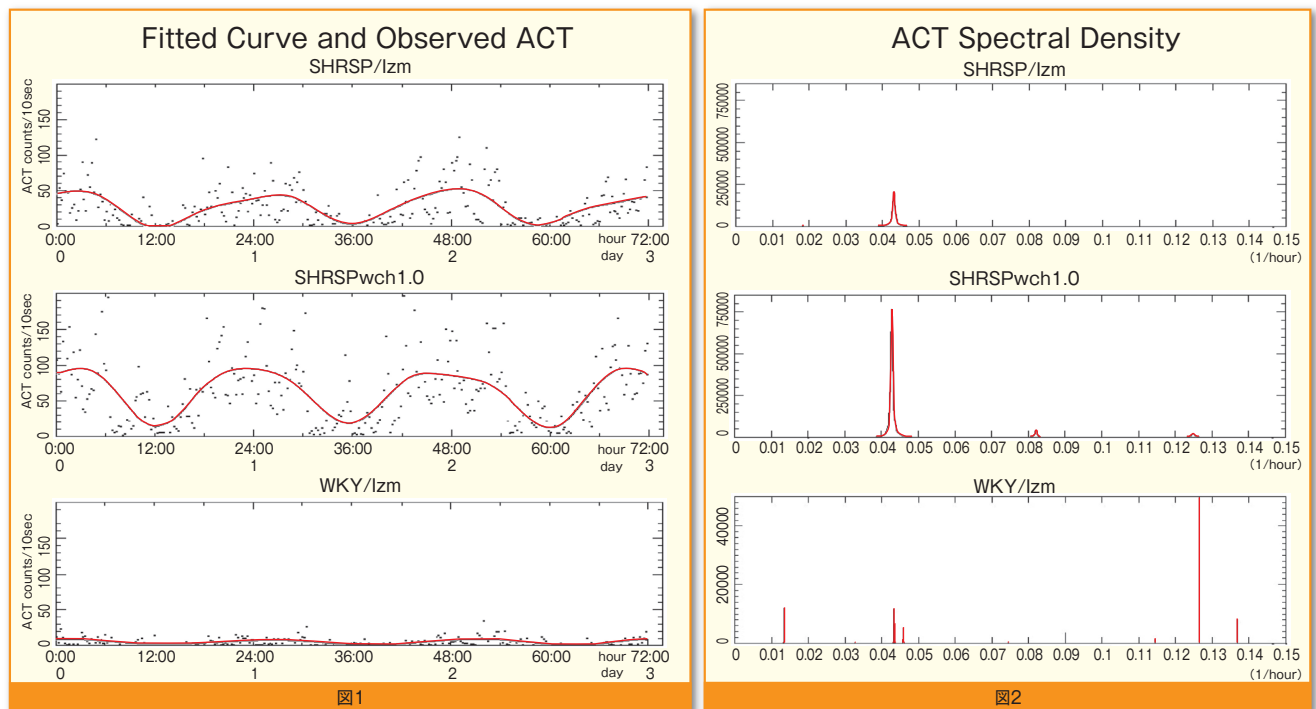 Fitted Curve and Observed ACT
SHRSP/Izm
ACT counts/10sec
0 50 100 150
0:00 12:00 24:00 36:00 48:00 60:00 hour 72:00
0 1 2 day 3
SHRSPwch1.0
ACT counts/10sec
0 50 100 150
0:00 12:00 24:00 36:00 48:00 60:00 hour 72:00
0 1 2 day 3
WKY/Izm
ACT counts/10sec
0 50 100 150
0:00 12:00 24:00 36:00 48:00 60:00 hour 72:00
0 1 2 day 3
図1
ACT Spectral Density
SHRSP/Izm
0 250000 500000 750000
0 0.01 0.02 0.03 0.04 0.05 0.06 0.07 0.08 0.09 0.1 0.11 0.12 0.13 0.14 0.15
(1/hour)
SHRSPwch1.0
0 250000 500000 750000
0 0.01 0.02 0.03 0.04 0.05 0.06 0.07 0.08 0.09 0.1 0.11 0.12 0.13 0.14 0.15
(1/hour)
WKY/Izm
0 20000 40000
0 0.01 0.02 0.03 0.04 0.05 0.06 0.07 0.08 0.09 0.1 0.11 0.12 0.13 0.14 0.15
(1/hour)
図2